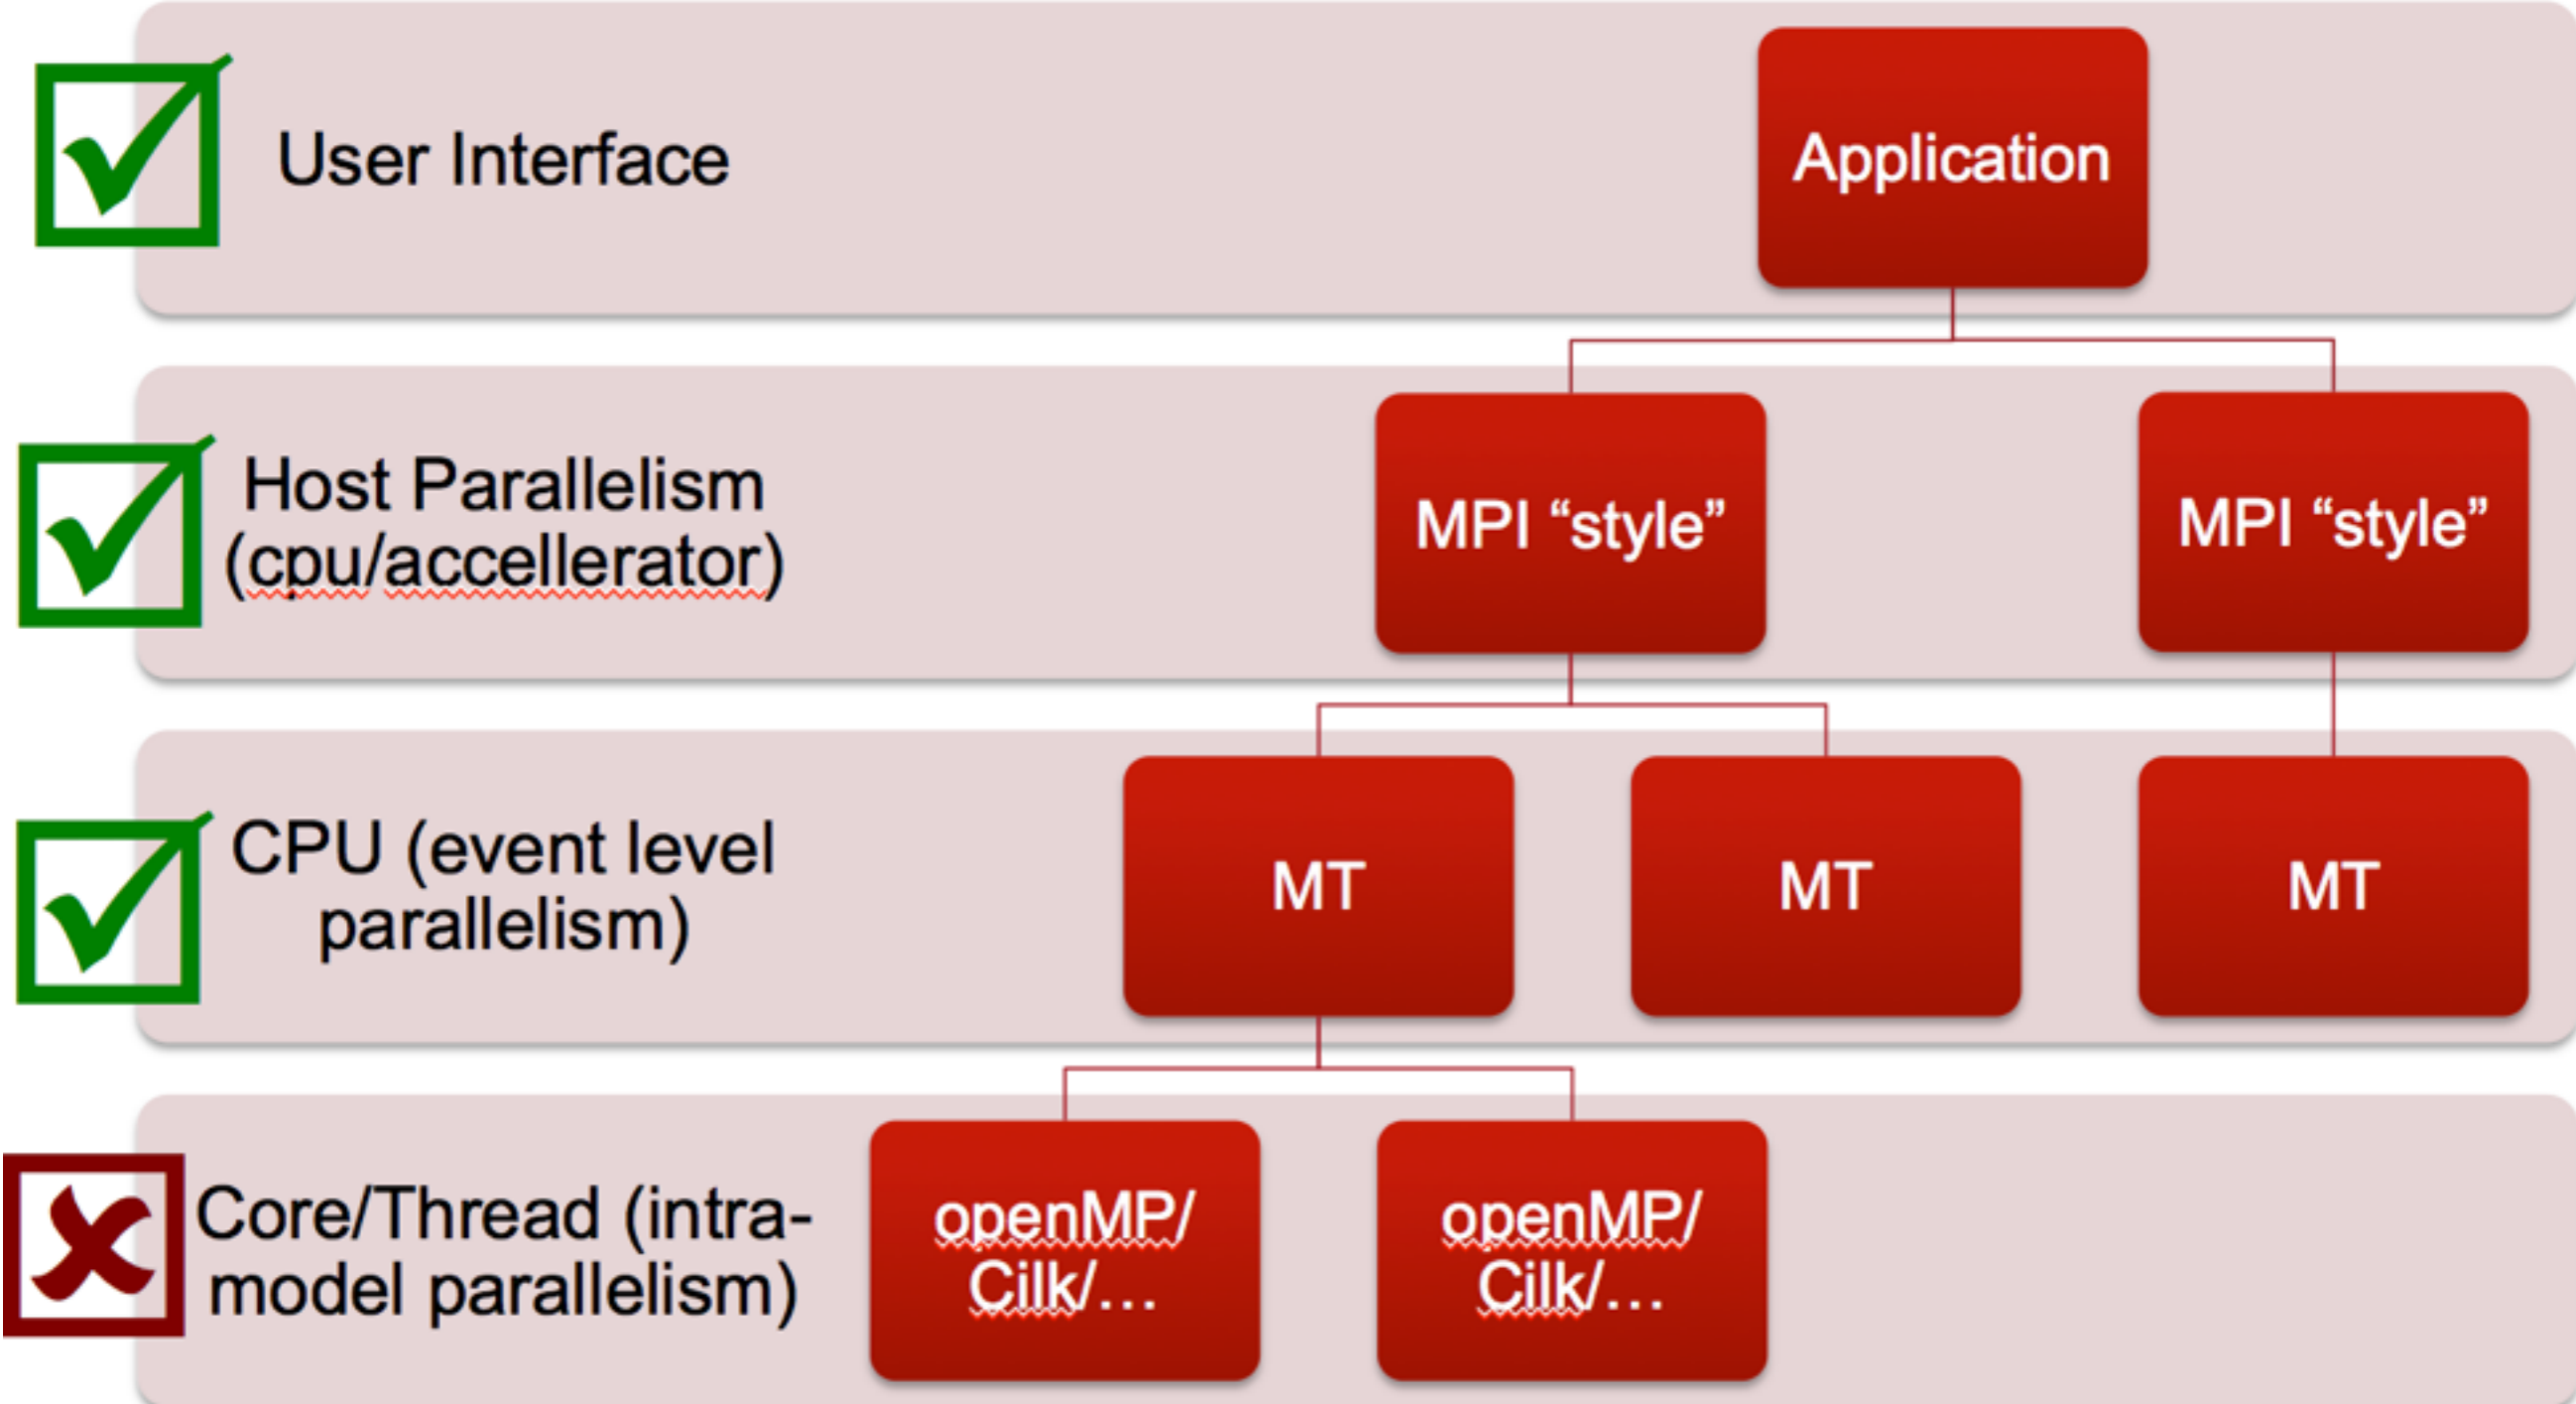 User Interface
Application
Host Parallelism
(cpu/accellerator)
MPI “style”
MPI “style”
CPU (event level
parallelism)
MT
MT
MT
Core/Thread (intra-
model parallelism)
openMP/
Cilk/…
openMP/
Cilk/…